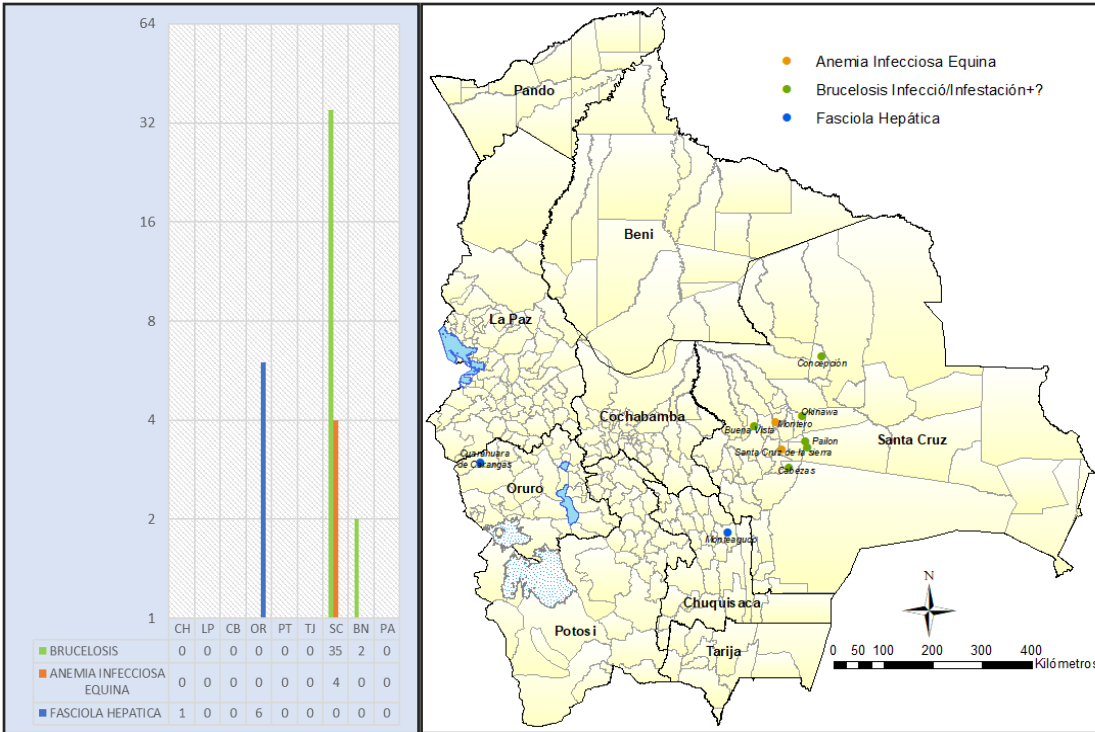 64
32
16
8
4
2
1
CH LP CB OR PT TJ SC BN PA
BRUCELOSIS 0 0 0 0 0 0 35 2 0
ANEMIA INFECCIOSA
EQUINA 0 0 0 0 0 0 4 0 0
FASCIOLA HEPATICA 1 0 0 6 0 0 0 0 0
Anemia Infecciosa Equina
Brucelosis Infecció/Infestación+?
Fasciola Hepática
Pando
Beni
La Paz
Concepción
Okinawa
Montero
Buena Vista
Cochabamba
Santa Cruz
Pailon
Santa Cruz de la sierra
Cabezas
de Carangas
Oruro
Monteagudo
N
Chuquisaca
Potosi
Tarija
0 50 100 200 300 400
Kilómetros